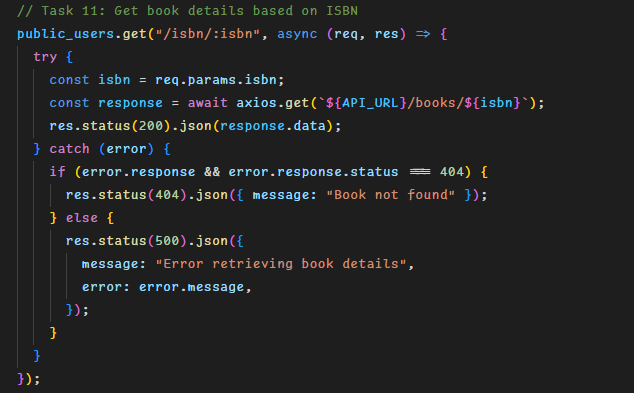 // Task 11: Get book details based on ISBN
public_users.get("/isbn/:isbn", async (req, res) => {
  try {
    const isbn = req.params.isbn;
    const response = await axios.get(`${API_URL}/books/${isbn}`);
    res.status(200).json(response.data);
  } catch (error) {
    if (error.response && error.response.status === 404) {
      res.status(404).json({ message: "Book not found" });
    } else {
      res.status(500).json({
        message: "Error retrieving book details",
        error: error.message,
      });
    }
  }
});